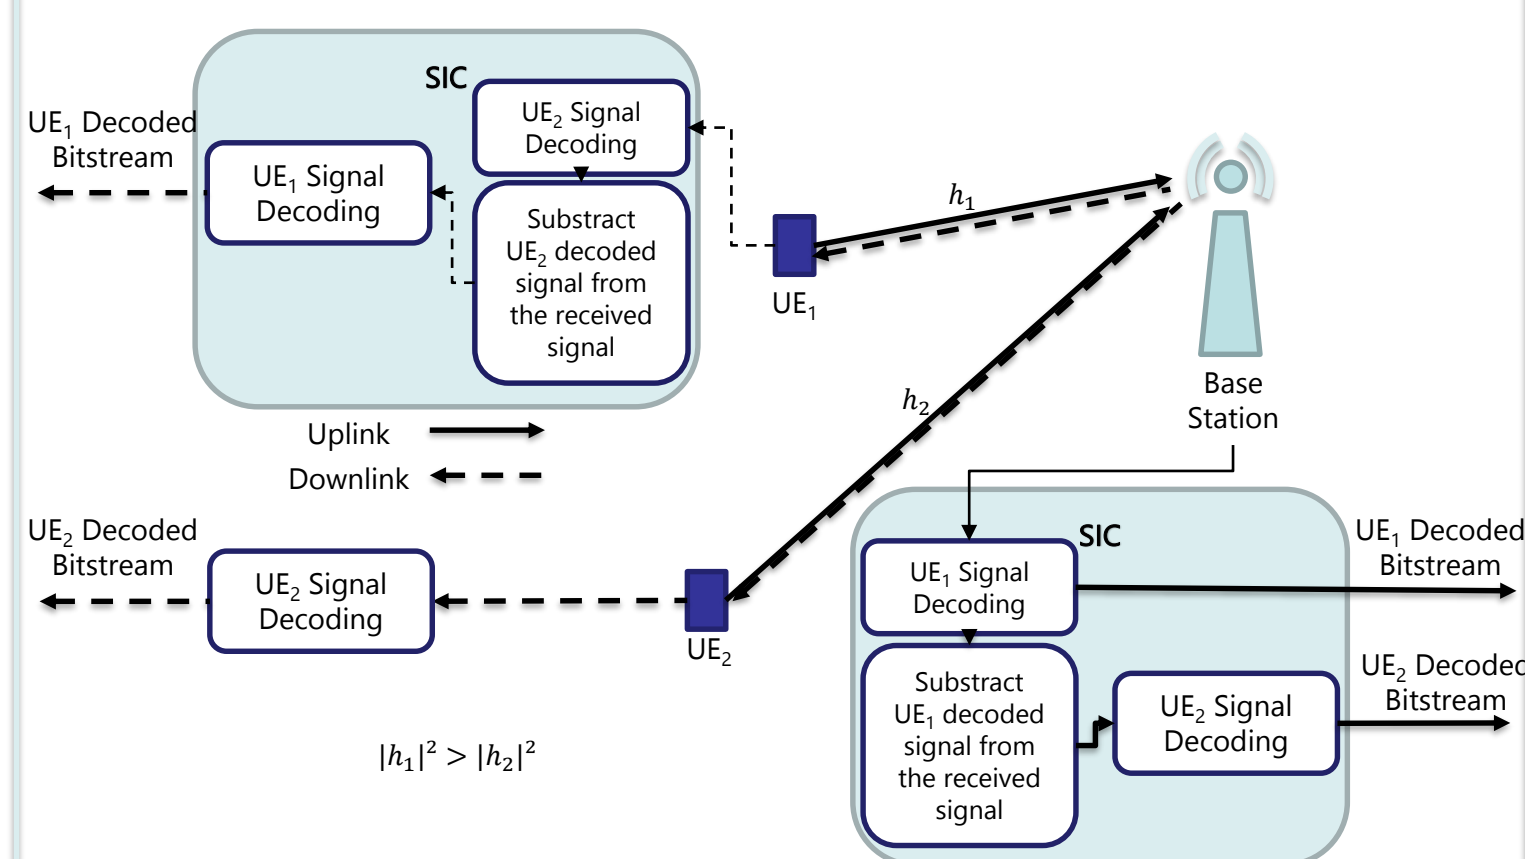 SIC
UE₂ Signal
Decoding
UE₁ Decoded
Bitstream
UE₁ Signal
Decoding
Substract
UE₂ decoded
signal from
the received
signal
h₁
UE₁
h₂
Base
Station
Uplink
Downlink
UE₂ Decoded
Bitstream
UE₂ Signal
Decoding
UE₂
SIC
UE₁ Signal
Decoding
UE₁ Decoded
Bitstream
Substract
UE₁ decoded
signal from
the received
signal
UE₂ Signal
Decoding
UE₂ Decoded
Bitstream
|h₁|² > |h₂|²